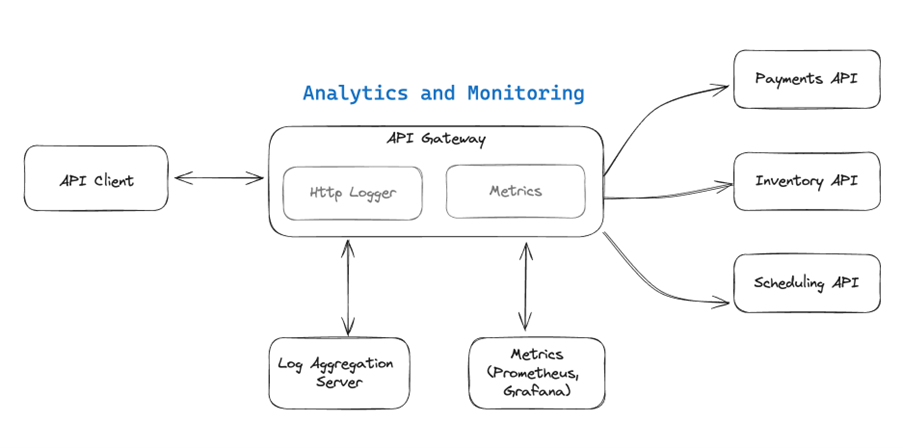 Analytics and Monitoring
API Gateway
API Client
Http Logger
Metrics
Payments API
Inventory API
Scheduling API
Log Aggregation
Server
Metrics
(Prometheus,
Grafana)